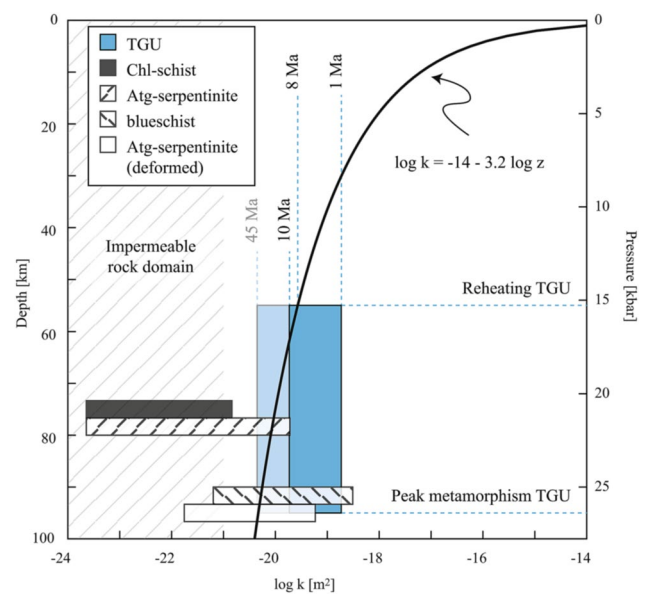 0
20
40
60
80
100
Depth [km]
-24
-22
-20
-18
-16
-14
log k [m²]
0
5
10
15
20
25
Pressure [kbar]
TGU
Chl-schist
Atg-serpentinite
blueschist
Atg-serpentinite
(deformed)
8 Ma
1 Ma
45 Ma
10 Ma
log k = -14 - 3.2 log z
Impermeable
rock domain
Reheating TGU
Peak metamorphism TGU